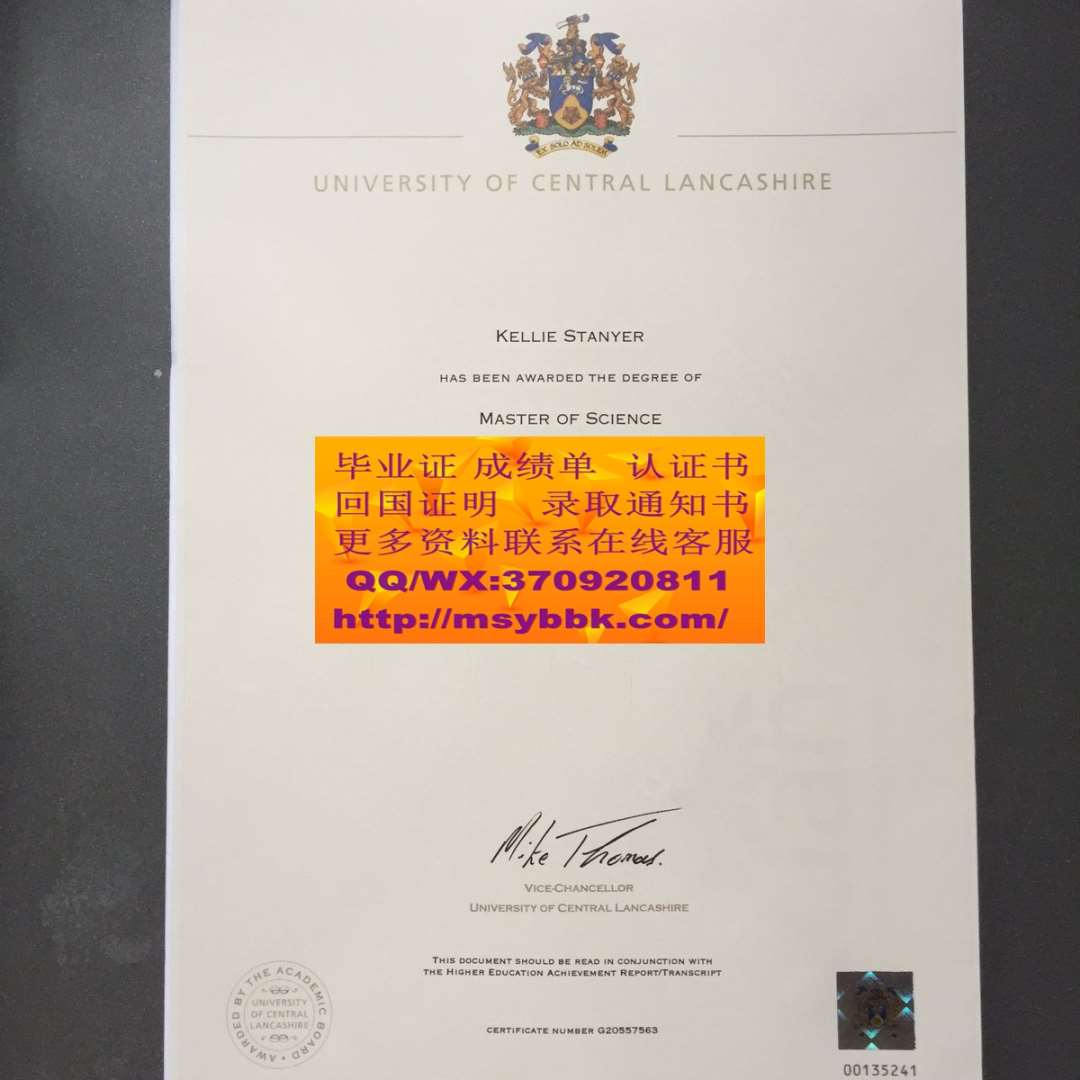 EX SOLO AD SOLEM
UNIVERSITY OF CENTRAL LANCASHIRE
KELLIE STANYER
HAS BEEN AWARDED THE DEGREE OF
MASTER OF SCIENCE
毕业证 成绩单 认证书
回国证明 录取通知书
更多资料联系在线客服
QQ/WX:370920811
http://msybbk.com/
Mike Thomas.
VICE-CHANCELLOR
UNIVERSITY OF CENTRAL LANCASHIRE
THIS DOCUMENT SHOULD BE READ IN CONJUNCTION WITH
THE HIGHER EDUCATION ACHIEVEMENT REPORT/TRANSCRIPT
AWARDED BY THE ACADEMIC BOARD
UNIVERSITY
OF CENTRAL
LANCASHIRE
CERTIFICATE NUMBER G20557563
00135241